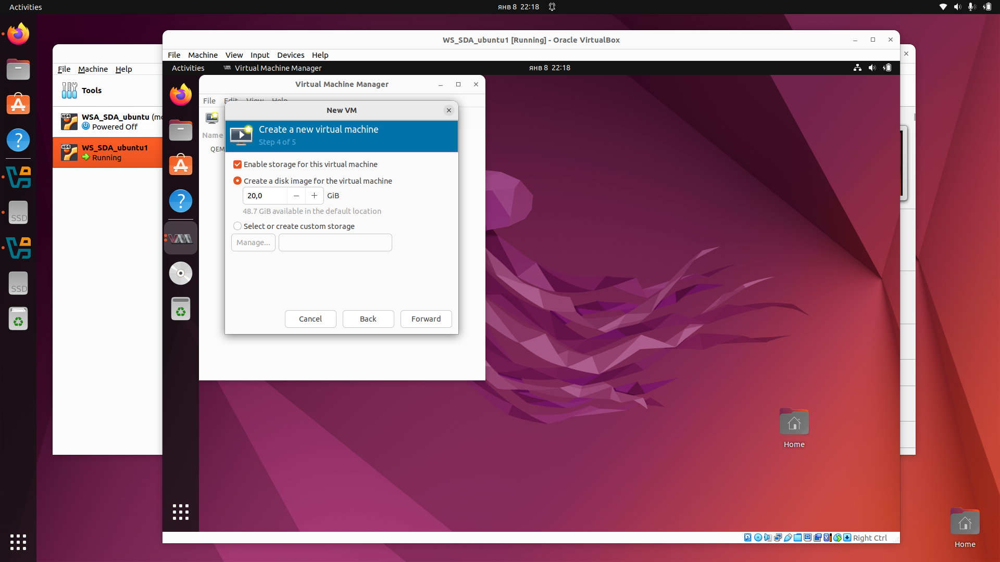 Activities
янв 8 22:18
WS_SDA_ubuntu1 [Running] - Oracle VirtualBox
File Machine View Input Devices Help
Activities
Virtual Machine Manager
янв 8 22:18
File Machine Help
Tools
WSA_SDA_ubuntu
Powered Off
WS_SDA_ubuntu1
Running
Virtual Machine Manager
File Edit View Help
Name
QEM
New VM
Create a new virtual machine
Step 4 of 5
Enable storage for this virtual machine
Create a disk image for the virtual machine
20,0 − + GiB
48.7 GiB available in the default location
Select or create custom storage
Manage...
Cancel Back Forward
SSD
SSD
x64
x64
Home
Right Ctrl
Home